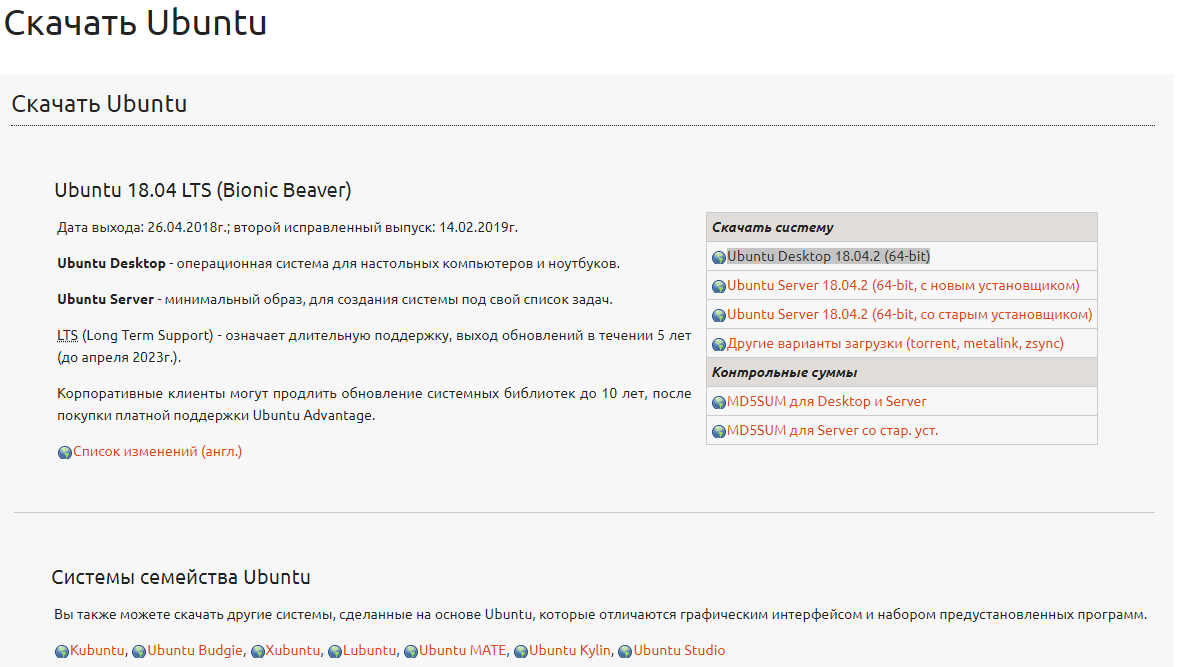 Скачать Ubuntu
Скачать Ubuntu
Ubuntu 18.04 LTS (Bionic Beaver)
Дата выхода: 26.04.2018г.; второй исправленный выпуск: 14.02.2019г.
Ubuntu Desktop - операционная система для настольных компьютеров и ноутбуков.
Ubuntu Server - минимальный образ, для создания системы под свой список задач.
LTS (Long Term Support) - означает длительную поддержку, выход обновлений в течении 5 лет
(до апреля 2023г.).
Корпоративные клиенты могут продлить обновление системных библиотек до 10 лет, после
покупки платной поддержки Ubuntu Advantage.
Список изменений (англ.)
Скачать систему
Ubuntu Desktop 18.04.2 (64-bit)
Ubuntu Server 18.04.2 (64-bit, с новым установщиком)
Ubuntu Server 18.04.2 (64-bit, со старым установщиком)
Другие варианты загрузки (torrent, metalink, zsync)
Контрольные суммы
MD5SUM для Desktop и Server
MD5SUM для Server со стар. уст.
Системы семейства Ubuntu
Вы также можете скачать другие системы, сделанные на основе Ubuntu, которые отличаются графическим интерфейсом и набором предустановленных программ.
Kubuntu, Ubuntu Budgie, Xubuntu, Lubuntu, Ubuntu MATE, Ubuntu Kylin, Ubuntu Studio